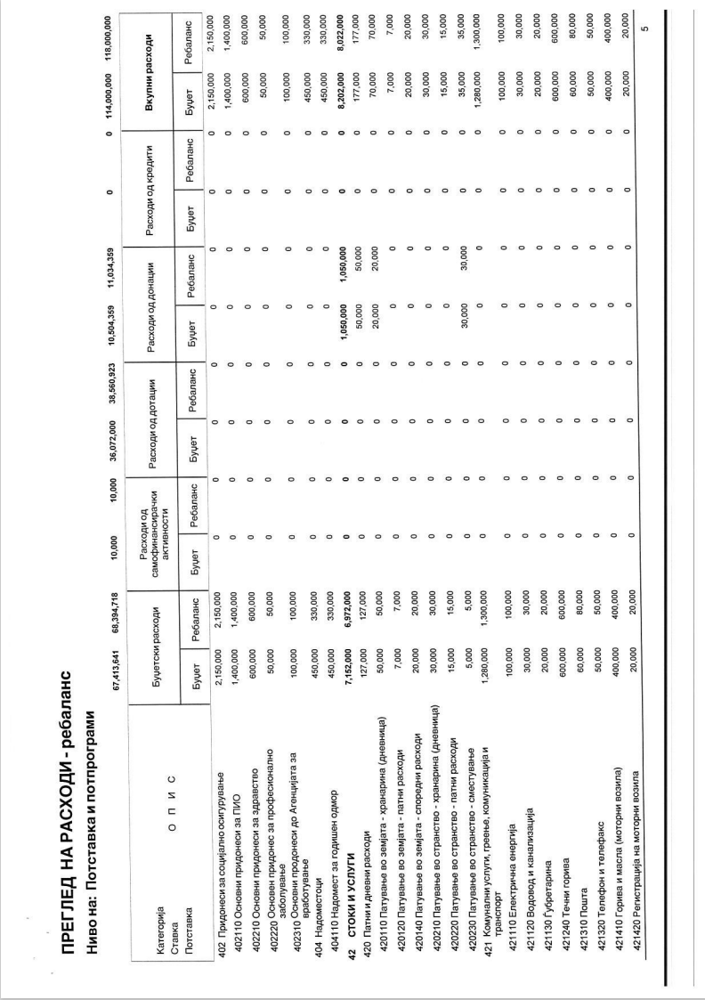 ПРЕГЛЕД НА РАСХОДИ - ребаланс
Ниво на: Потставка и потпрограми
67,413,641 68,394,718 10,000 10,000 36,072,000 38,560,923 10,504,359 11,034,359 0 0 114,000,000 118,000,000
Категорија
Ставка
Потставка
О П И С
Буџетски расходи
Расходи од самофинансирачки активности
Расходи од дотации
Расходи од донации
Расходи од кредити
Вкупни расходи
Буџет Ребаланс Буџет Ребаланс Буџет Ребаланс Буџет Ребаланс Буџет Ребаланс Буџет Ребаланс
402 Придонеси за социјално осигурување 2,150,000 2,150,000 0 0 0 0 0 0 0 0 2,150,000 2,150,000
402110 Основни придонеси за ПИО 1,400,000 1,400,000 0 0 0 0 0 0 0 0 1,400,000 1,400,000
402210 Основни придонеси за здравство 600,000 600,000 0 0 0 0 0 0 0 0 600,000 600,000
402220 Основен придонес за професионално заболување 50,000 50,000 0 0 0 0 0 0 0 0 50,000 50,000
402310 Основни продонеси до Агенцијата за вработување 100,000 100,000 0 0 0 0 0 0 0 0 100,000 100,000
404 Надоместоци 450,000 330,000 0 0 0 0 0 0 0 0 450,000 330,000
404110 Надомест за годишен одмор 450,000 330,000 0 0 0 0 0 0 0 0 450,000 330,000
42 СТОКИ И УСЛУГИ 7,152,000 6,972,000 0 0 0 0 1,050,000 1,050,000 0 0 8,202,000 8,022,000
420 Патни и дневни расходи 127,000 127,000 0 0 0 0 50,000 50,000 0 0 177,000 177,000
420110 Патување во земјата - хранарина (дневница) 50,000 50,000 0 0 0 0 20,000 20,000 0 0 70,000 70,000
420120 Патување во земјата - патни расходи 7,000 7,000 0 0 0 0 0 0 0 0 7,000 7,000
420140 Патување во земјата - споредни расходи 20,000 20,000 0 0 0 0 0 0 0 0 20,000 20,000
420210 Патување во странство - хранарина (дневница) 30,000 30,000 0 0 0 0 0 0 0 0 30,000 30,000
420220 Патување во странство - патни расходи 15,000 15,000 0 0 0 0 0 0 0 0 15,000 15,000
420230 Патување во странство - сместување 5,000 5,000 0 0 0 0 30,000 30,000 0 0 35,000 35,000
421 Комунални услуги, греење, комуникација и транспорт 1,280,000 1,300,000 0 0 0 0 0 0 0 0 1,280,000 1,300,000
421110 Електрична енергија 100,000 100,000 0 0 0 0 0 0 0 0 100,000 100,000
421120 Водовод и канализација 30,000 30,000 0 0 0 0 0 0 0 0 30,000 30,000
421130 Ѓубретарина 20,000 20,000 0 0 0 0 0 0 0 0 20,000 20,000
421240 Течни горива 600,000 600,000 0 0 0 0 0 0 0 0 600,000 600,000
421310 Пошта 60,000 80,000 0 0 0 0 0 0 0 0 60,000 80,000
421320 Телефон и телефакс 50,000 50,000 0 0 0 0 0 0 0 0 50,000 50,000
421410 Горива и масла (моторни возила) 400,000 400,000 0 0 0 0 0 0 0 0 400,000 400,000
421420 Регистрација на моторни возила 20,000 20,000 0 0 0 0 0 0 0 0 20,000 20,000
5